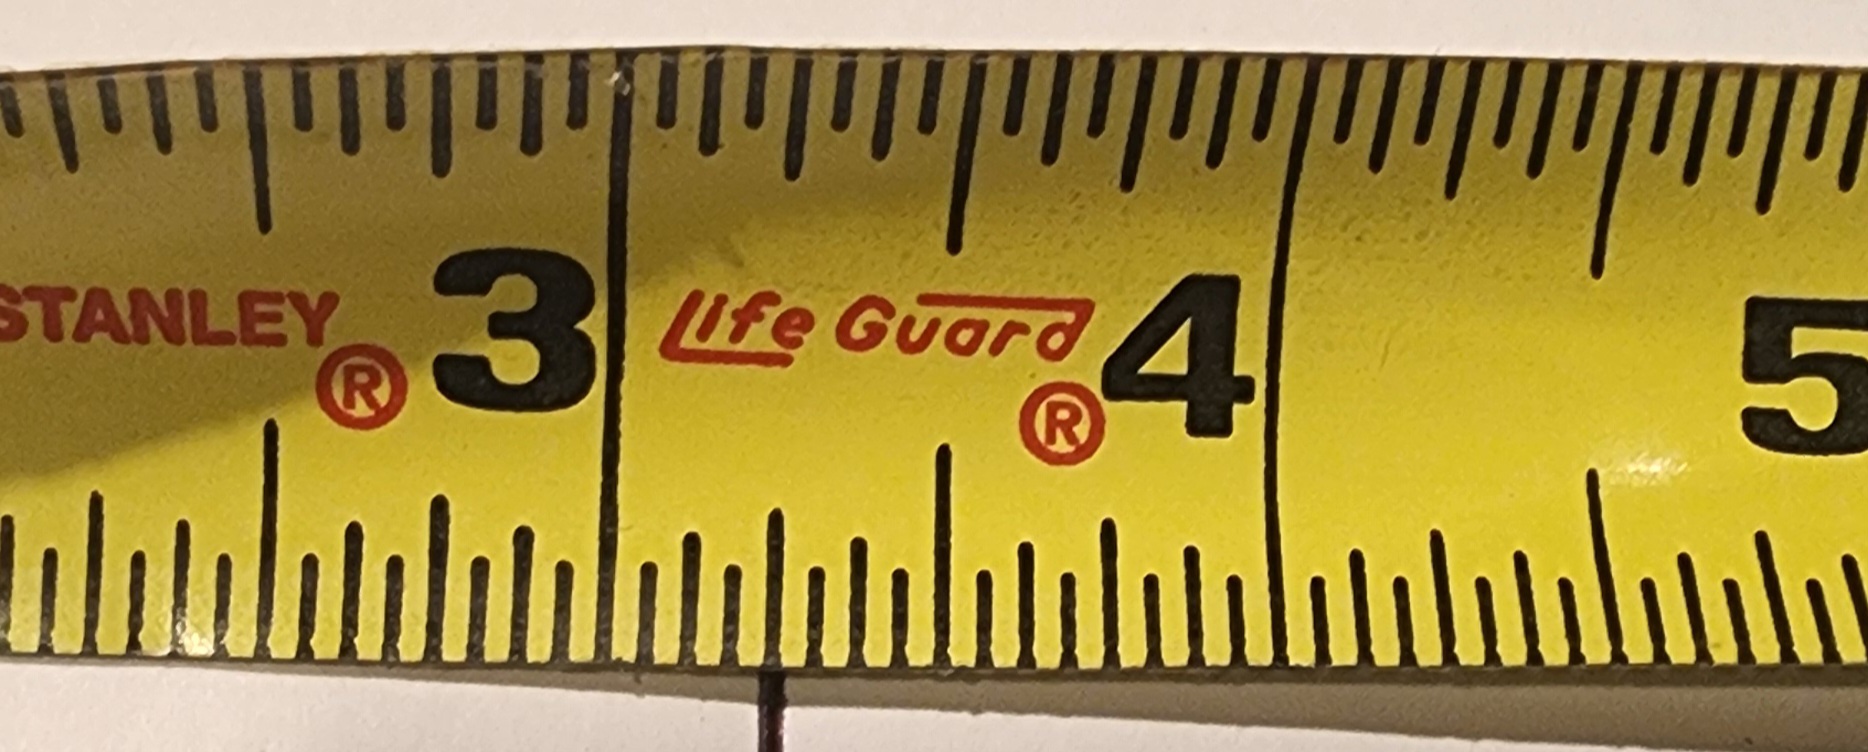 STANLEY ® 3 Life Guard ® 4 5